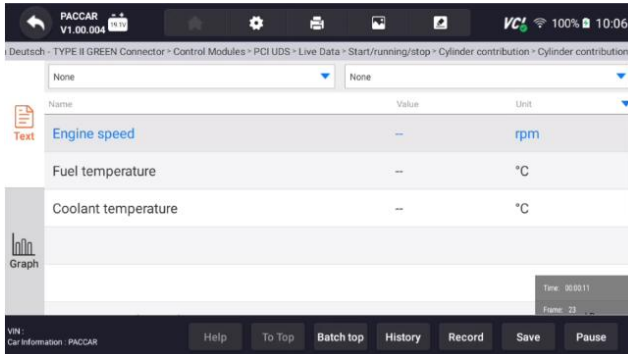 PACCAR
V1.00.004
19.1V
VC! 100% 10:06
Deutsch - TYPE II GREEN Connector > Control Modules > PCI UDS > Live Data > Start/running/stop > Cylinder contribution > Cylinder contribution
None None
Name Value Unit
Text
Engine speed -- rpm
Fuel temperature -- °C
Coolant temperature -- °C
Graph
Time: 00:00:11
Frame: 23
VIN :
Car Information : PACCAR
Help To Top Batch top History Record Save Pause